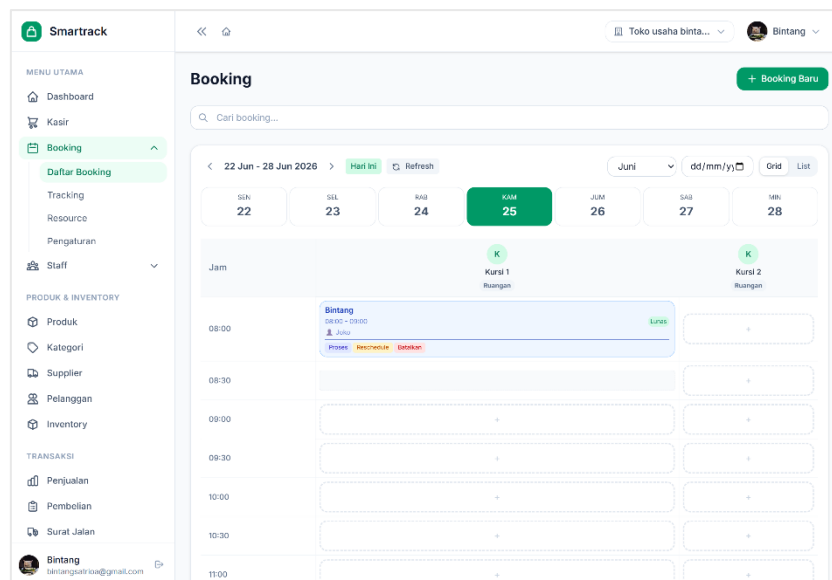 Smartrack
Toko usaha binta...
Bintang
MENU UTAMA
Dashboard
Kasir
Booking
Daftar Booking
Tracking
Resource
Pengaturan
Staff
PRODUK & INVENTORY
Produk
Kategori
Supplier
Pelanggan
Inventory
TRANSAKSI
Penjualan
Pembelian
Surat Jalan
Bintang
bintangsatrioa@gmail.com
Booking
+ Booking Baru
Cari booking...
22 Jun - 28 Jun 2026
Hari Ini
Refresh
Juni
dd/mm/yy
Grid
List
SEN
22
SEL
23
RAB
24
KAM
25
JUM
26
SAB
27
MIN
28
Jam
K
Kursi 1
Ruangan
K
Kursi 2
Ruangan
08:00
Bintang
08:00 - 09:00
Lunas
Joko
Proses
Reschedule
Batalkan
+
08:30
+
09:00
+
+
09:30
+
+
10:00
+
+
10:30
+
+
11:00
+
+